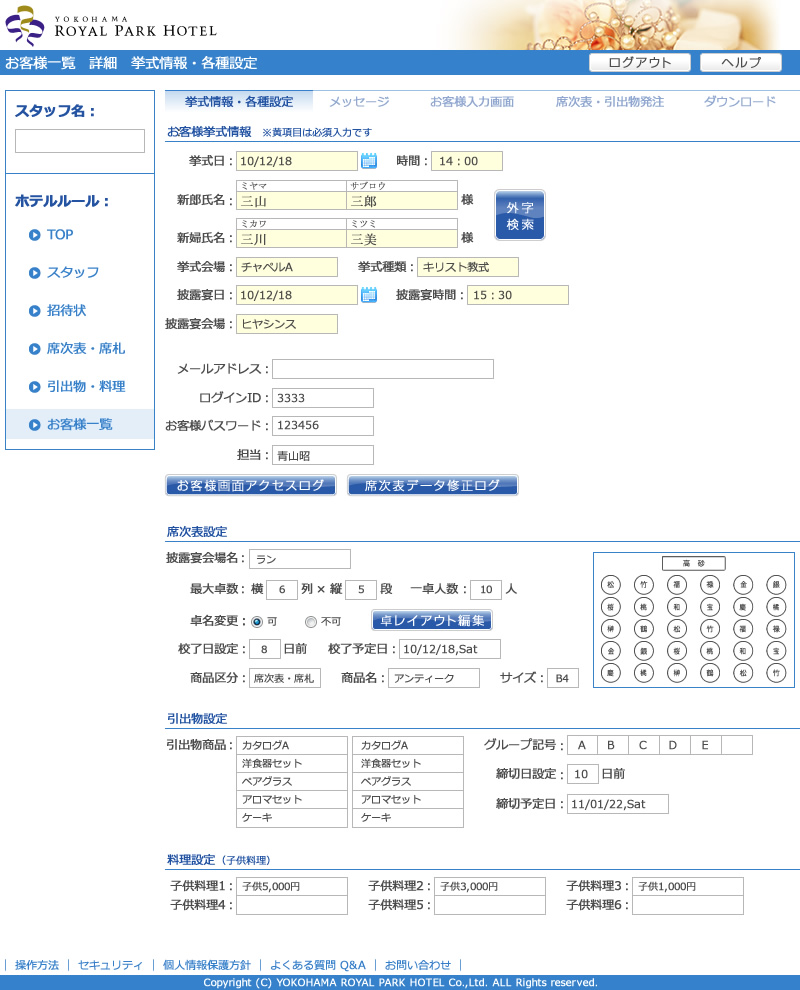 YOKOHAMA
ROYAL PARK HOTEL
お客様一覧 詳細 挙式情報・各種設定
ログアウト ヘルプ
スタッフ名：
ホテルルール：
TOP
スタッフ
招待状
席次表・席札
引出物・料理
お客様一覧
挙式情報・各種設定 メッセージ お客様入力画面 席次表・引出物発注 ダウンロード
お客様挙式情報 ※黄項目は必須入力です
挙式日： 10/12/18 時間： 14：00
ミヤマ サブロウ
新郎氏名： 三山 三郎 様
外字
検索
ミカワ ミツミ
新婦氏名： 三川 三美 様
挙式会場： チャペルA 挙式種類： キリスト教式
披露宴日： 10/12/18 披露宴時間： 15：30
披露宴会場： ヒヤシンス
メールアドレス：
ログインID： 3333
お客様パスワード： 123456
担当： 青山昭
お客様画面アクセスログ 席次表データ修正ログ
席次表設定
披露宴会場名： ラン
最大卓数： 横 6 列 × 縦 5 段 一卓人数： 10 人
卓名変更： 可 不可 卓レイアウト編集
校了日設定： 8 日前 校了予定日： 10/12/18,Sat
商品区分： 席次表・席札 商品名： アンティーク サイズ： B4
高 砂
松 竹 福 禄 金 銀
桜 桃 和 宝 慶 橘
榊 鶴 松 竹 福 禄
金 銀 桜 桃 和 宝
慶 橘 榊 鶴 松 竹
引出物設定
引出物商品： カタログA カタログA
洋食器セット 洋食器セット
ペアグラス ペアグラス
アロマセット アロマセット
ケーキ ケーキ
グループ記号： A B C D E
締切日設定： 10 日前
締切予定日： 11/01/22,Sat
料理設定（子供料理）
子供料理1： 子供5,000円 子供料理2： 子供3,000円 子供料理3： 子供1,000円
子供料理4： 子供料理5： 子供料理6：
｜ 操作方法 ｜ セキュリティ ｜ 個人情報保護方針 ｜ よくある質問 Q&A ｜ お問い合わせ ｜
Copyright (C) YOKOHAMA ROYAL PARK HOTEL Co.,Ltd. ALL Rights reserved.